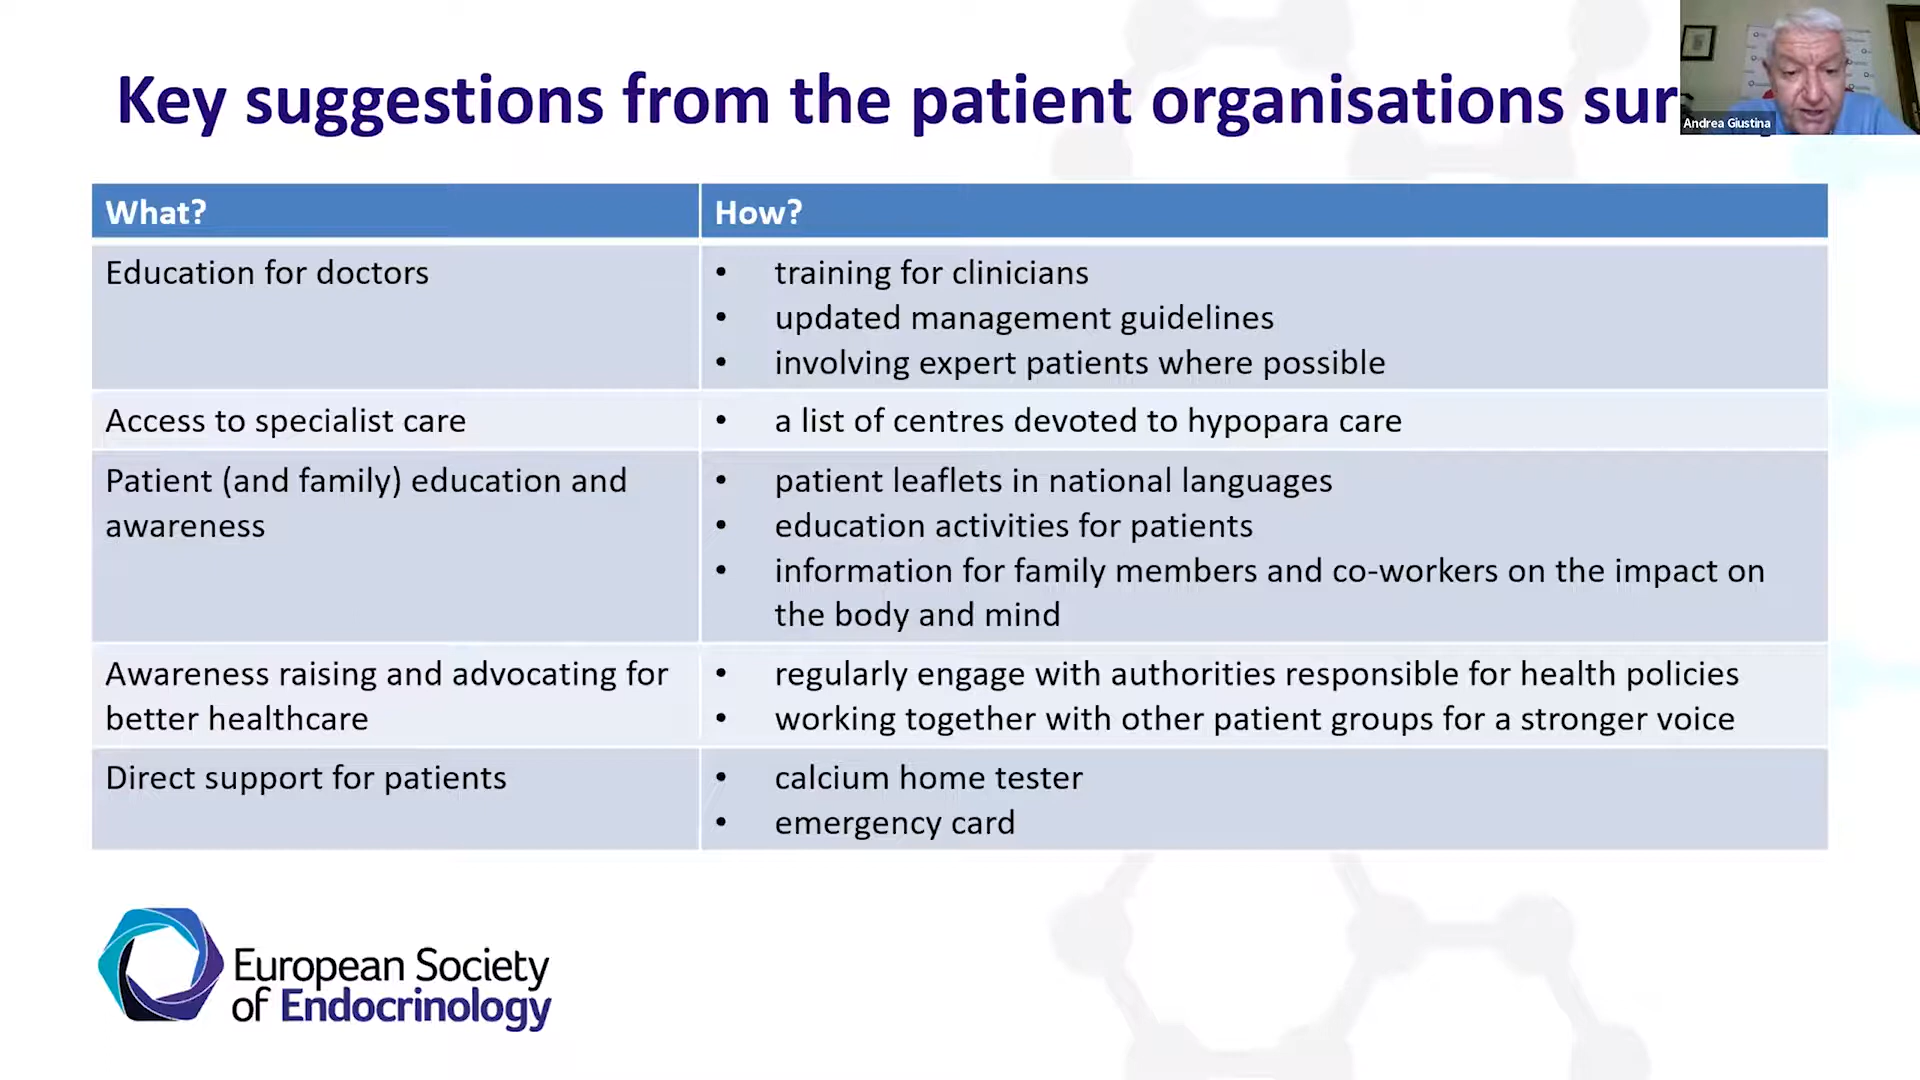 Key suggestions from the patient organisations sur
Andrea Giustina
What?
How?
Education for doctors
• training for clinicians
• updated management guidelines
• involving expert patients where possible
Access to specialist care
• a list of centres devoted to hypopara care
Patient (and family) education and
awareness
• patient leaflets in national languages
• education activities for patients
• information for family members and co-workers on the impact on
the body and mind
Awareness raising and advocating for
better healthcare
• regularly engage with authorities responsible for health policies
• working together with other patient groups for a stronger voice
Direct support for patients
• calcium home tester
• emergency card
European Society
of Endocrinology